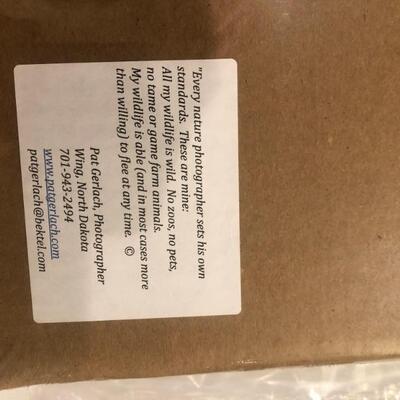 "Every nature photographer sets his own
standards.  These are mine:
All my wildlife is wild.  No zoos, no pets,
no tame or game farm animals.
My wildlife is able (and in most cases more
than willing) to flee at any time.  ©
Pat Gerlach, Photographer
Wing, North Dakota
701-943-2494
www.patgerlach.com
patgerlach@bektel.com